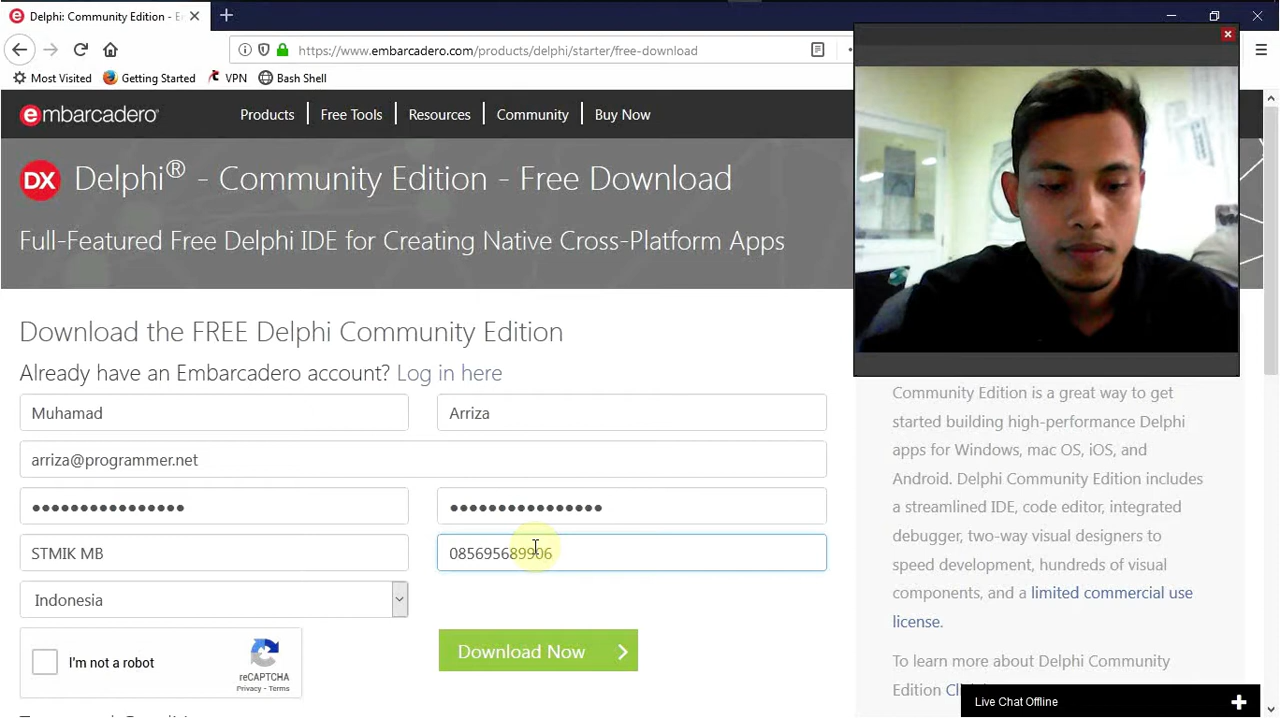 Delphi: Community Edition - E
https://www.embarcadero.com/products/delphi/starter/free-download
Most Visited
Getting Started
VPN
Bash Shell
embarcadero
Products
Free Tools
Resources
Community
Buy Now
DX
Delphi® - Community Edition - Free Download
Full-Featured Free Delphi IDE for Creating Native Cross-Platform Apps
Download the FREE Delphi Community Edition
Already have an Embarcadero account? Log in here
Muhamad
Arriza
arriza@programmer.net
••••••••••••••••
••••••••••••••••
STMIK MB
085695689906
Indonesia
I'm not a robot
reCAPTCHA
Privacy - Terms
Download Now
Community Edition is a great way to get
started building high-performance Delphi
apps for Windows, mac OS, iOS, and
Android. Delphi Community Edition includes
a streamlined IDE, code editor, integrated
debugger, two-way visual designers to
speed development, hundreds of visual
components, and a limited commercial use
license.
To learn more about Delphi Community
Edition
Live Chat Offline